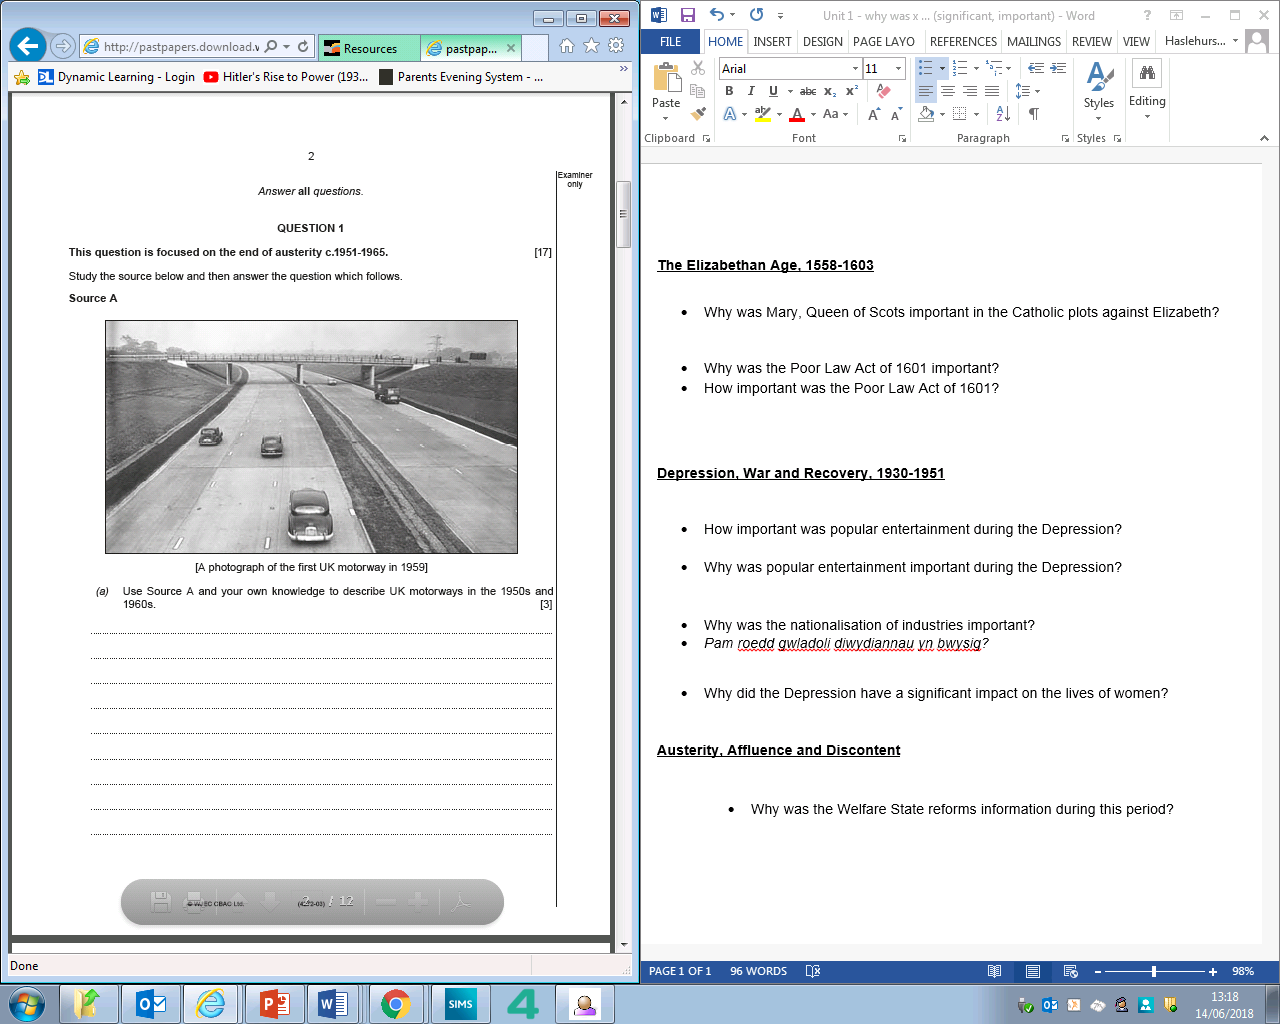 http://pastpapers.download.w
Resources
pastpap...
Dynamic Learning - Login
Hitler's Rise to Power (193...
Parents Evening System - ...
2
Examiner
only
Answer all questions.
QUESTION 1
This question is focused on the end of austerity c.1951-1965. [17]
Study the source below and then answer the question which follows.
Source A
[A photograph of the first UK motorway in 1959]
(a) Use Source A and your own knowledge to describe UK motorways in the 1950s and
1960s. [3]
2 / 12
Done
Unit 1 - why was x ... (significant, important) - Word
FILE HOME INSERT DESIGN PAGE LAYO REFERENCES MAILINGS REVIEW VIEW Haslehurs...
Arial 11
Paste
B I U abc x₂ x²
A ab A Aa A A
Styles
Editing
Clipboard Font Paragraph Styles
The Elizabethan Age, 1558-1603
• Why was Mary, Queen of Scots important in the Catholic plots against Elizabeth?
• Why was the Poor Law Act of 1601 important?
• How important was the Poor Law Act of 1601?
Depression, War and Recovery, 1930-1951
• How important was popular entertainment during the Depression?
• Why was popular entertainment important during the Depression?
• Why was the nationalisation of industries important?
• Pam roedd gwladoli diwydiannau yn bwysig?
• Why did the Depression have a significant impact on the lives of women?
Austerity, Affluence and Discontent
• Why was the Welfare State reforms information during this period?
PAGE 1 OF 1 96 WORDS 98%
SIMS
4
13:18
14/06/2018